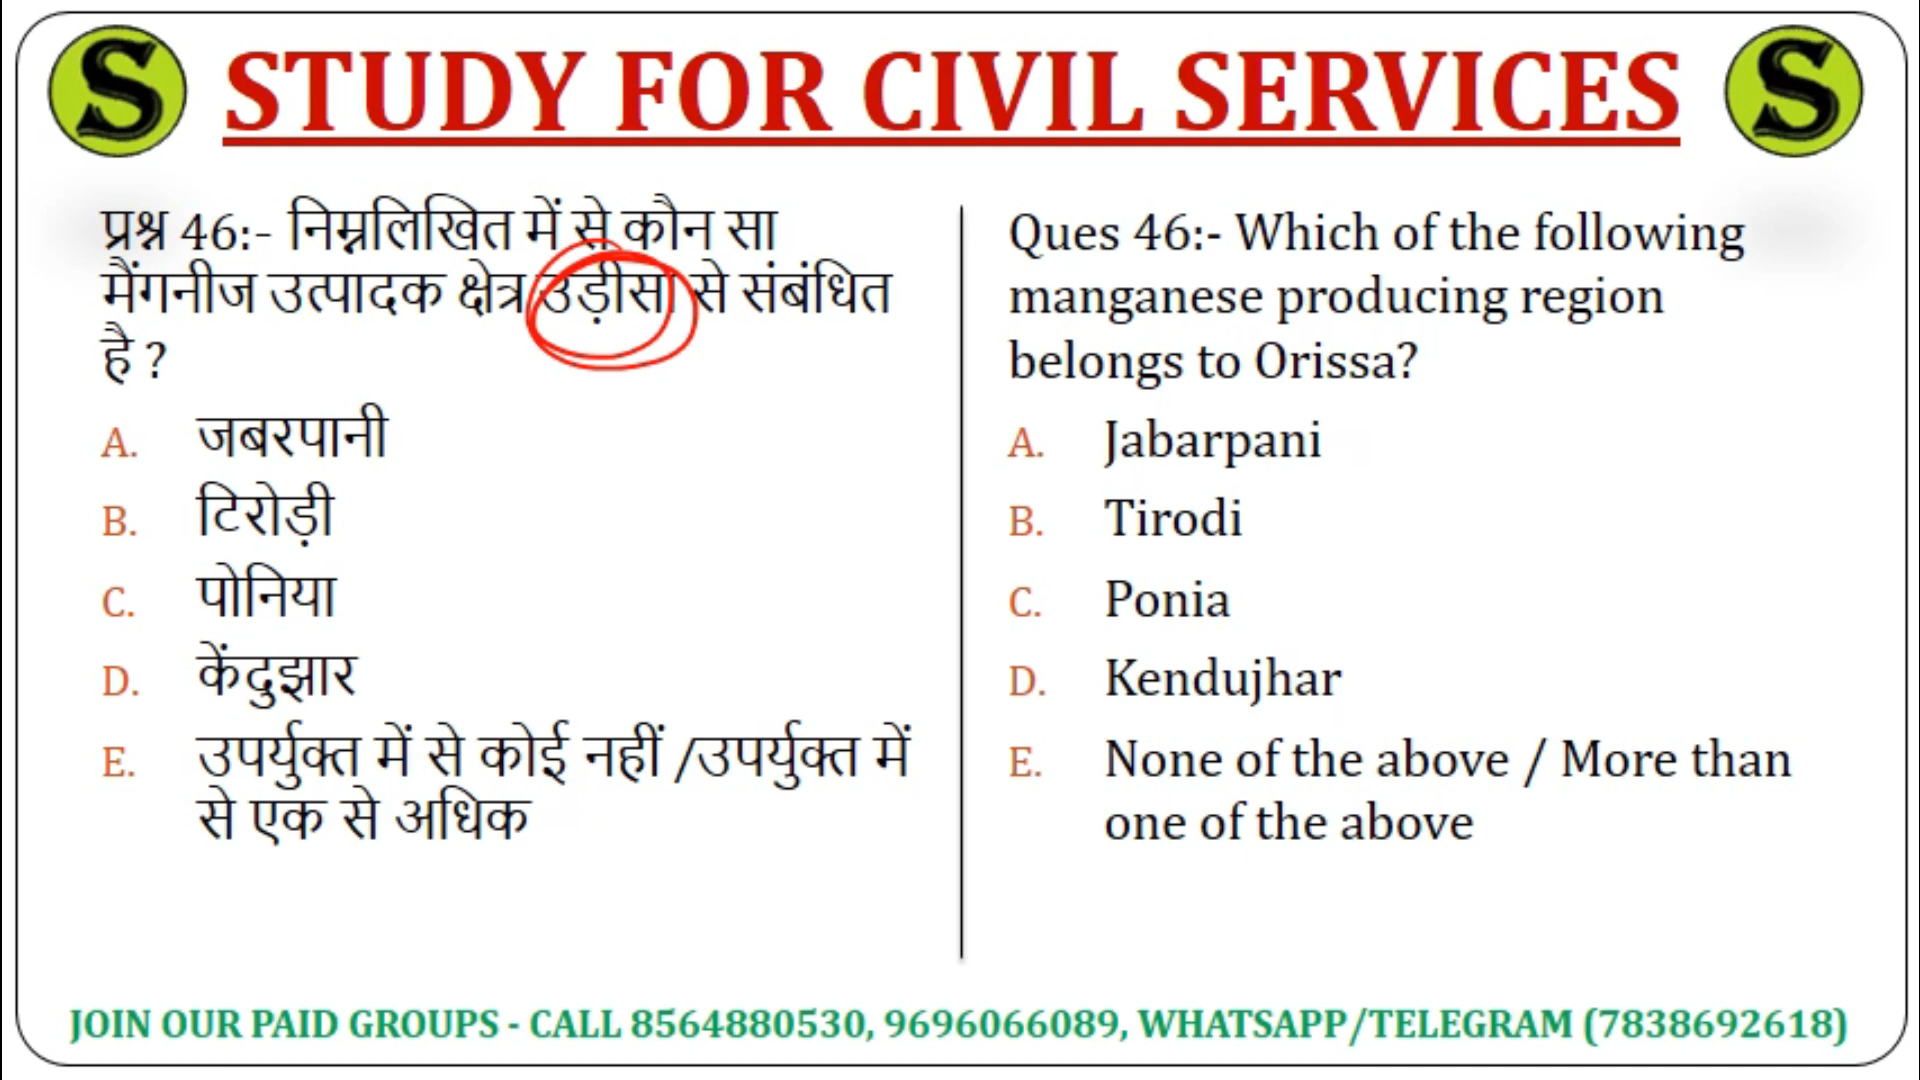 S STUDY FOR CIVIL SERVICES S
प्रश्न 46:- निम्नलिखित में से कौन सा
मैंगनीज उत्पादक क्षेत्र उड़ीसा से संबंधित
है ?
A. जबरपानी
B. टिरोड़ी
C. पोनिया
D. केंदुझार
E. उपर्युक्त में से कोई नहीं /उपर्युक्त में
से एक से अधिक
Ques 46:- Which of the following
manganese producing region
belongs to Orissa?
A. Jabarpani
B. Tirodi
C. Ponia
D. Kendujhar
E. None of the above / More than
one of the above
JOIN OUR PAID GROUPS - CALL 8564880530, 9696066089, WHATSAPP/TELEGRAM (7838692618)